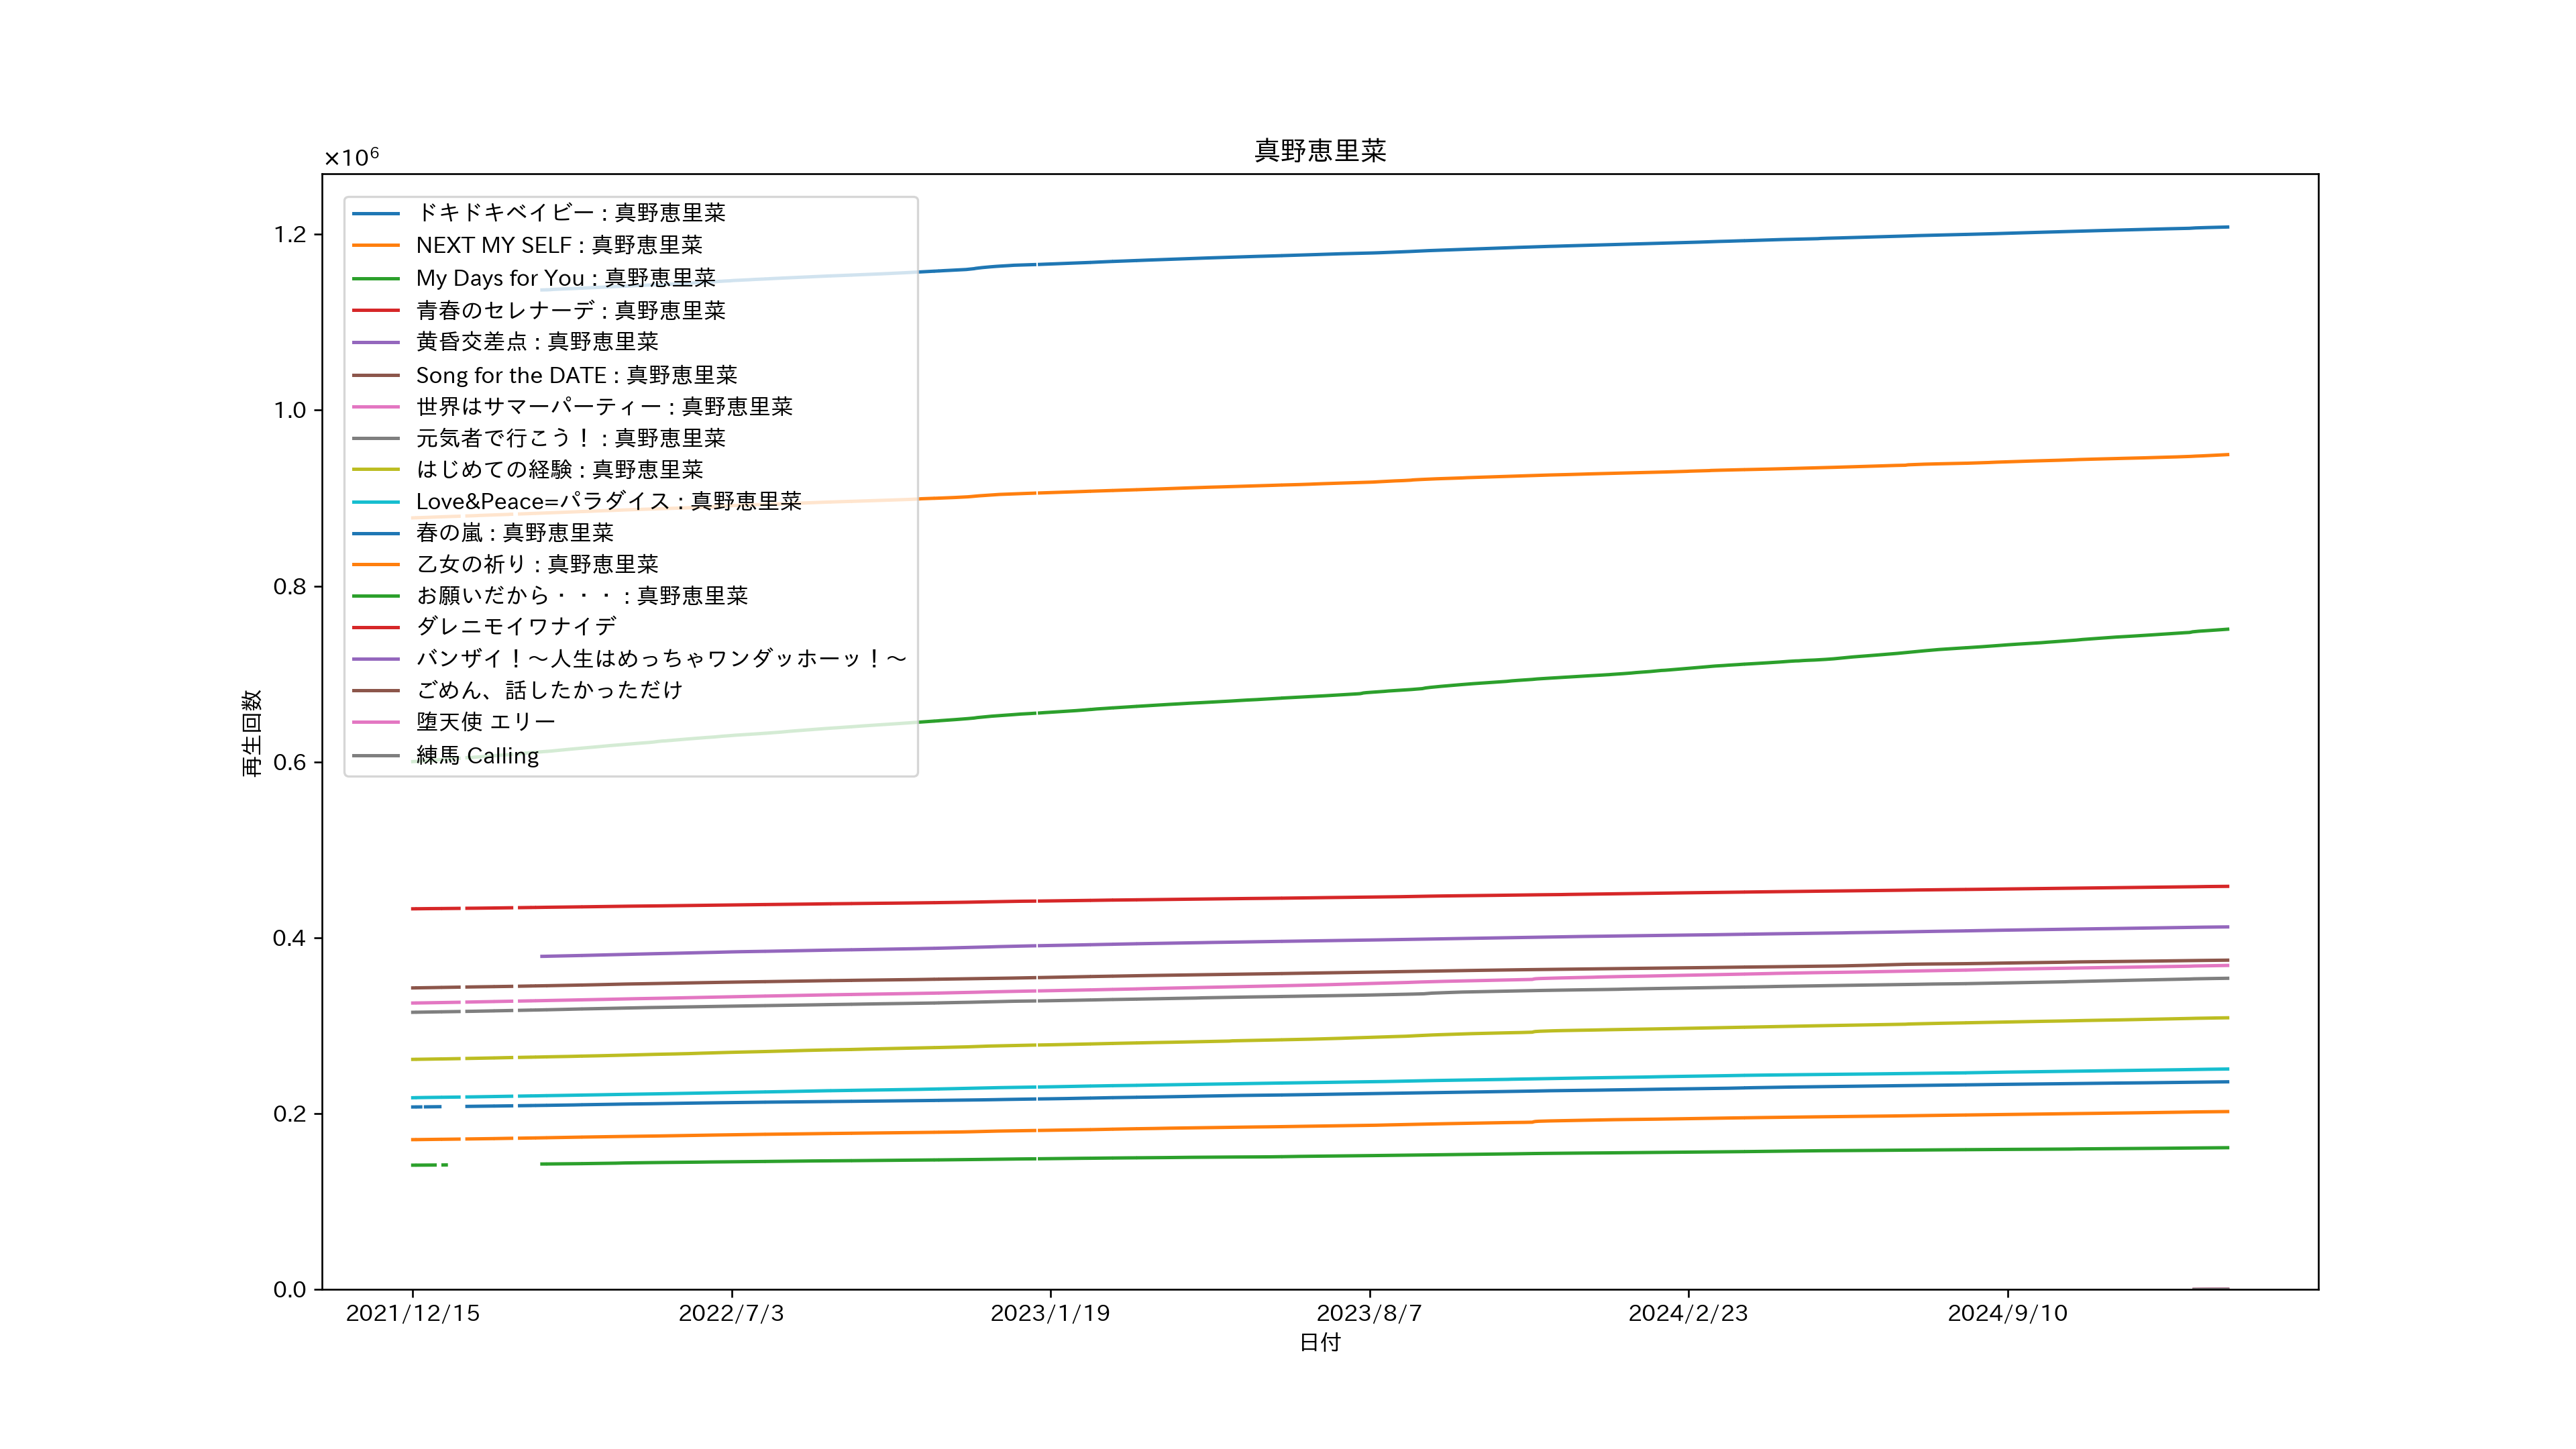 真野恵里菜
×10⁶
1.2
1.0
0.8
0.6
0.4
0.2
0.0
再生回数
ドキドキベイビー : 真野恵里菜
NEXT MY SELF : 真野恵里菜
My Days for You : 真野恵里菜
青春のセレナーデ : 真野恵里菜
黄昏交差点 : 真野恵里菜
Song for the DATE : 真野恵里菜
世界はサマーパーティー : 真野恵里菜
元気者で行こう！ : 真野恵里菜
はじめての経験 : 真野恵里菜
Love&Peace=パラダイス : 真野恵里菜
春の嵐 : 真野恵里菜
乙女の祈り : 真野恵里菜
お願いだから・・・ : 真野恵里菜
ダレニモイワナイデ
バンザイ！～人生はめっちゃワンダッホーッ！～
ごめん、話したかっただけ
堕天使 エリー
練馬 Calling
2021/12/15
2022/7/3
2023/1/19
2023/8/7
2024/2/23
2024/9/10
日付